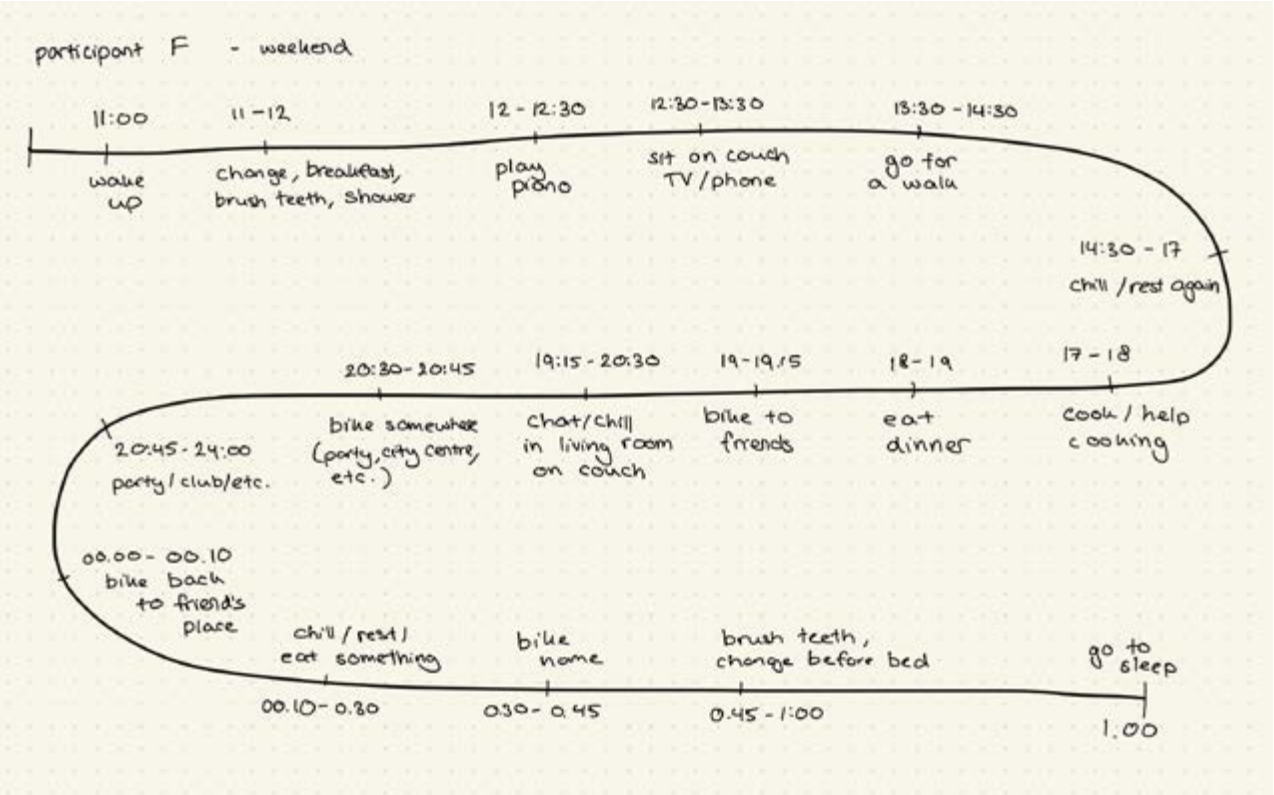 participant F - weekend
11:00
wake
up
11-12
change, breakfast,
brush teeth, shower
12-12:30
play
piano
12:30-13:30
sit on couch
TV/phone
13:30-14:30
go for
a walk
14:30-17
chill/rest again
17-18
cook/help
cooking
18-19
eat
dinner
19-19.15
bike to
friends
19:15-20:30
chat/chill
in living room
on couch
20:30-20:45
bike somewhere
(party, city centre,
etc.)
20:45-24:00
party/club/etc.
00.00-00.10
bike back
to friend's
place
chill/rest/
eat something
00.10-0.30
bike
home
0.30-0.45
brush teeth,
change before bed
0.45-1:00
go to
sleep
1.00